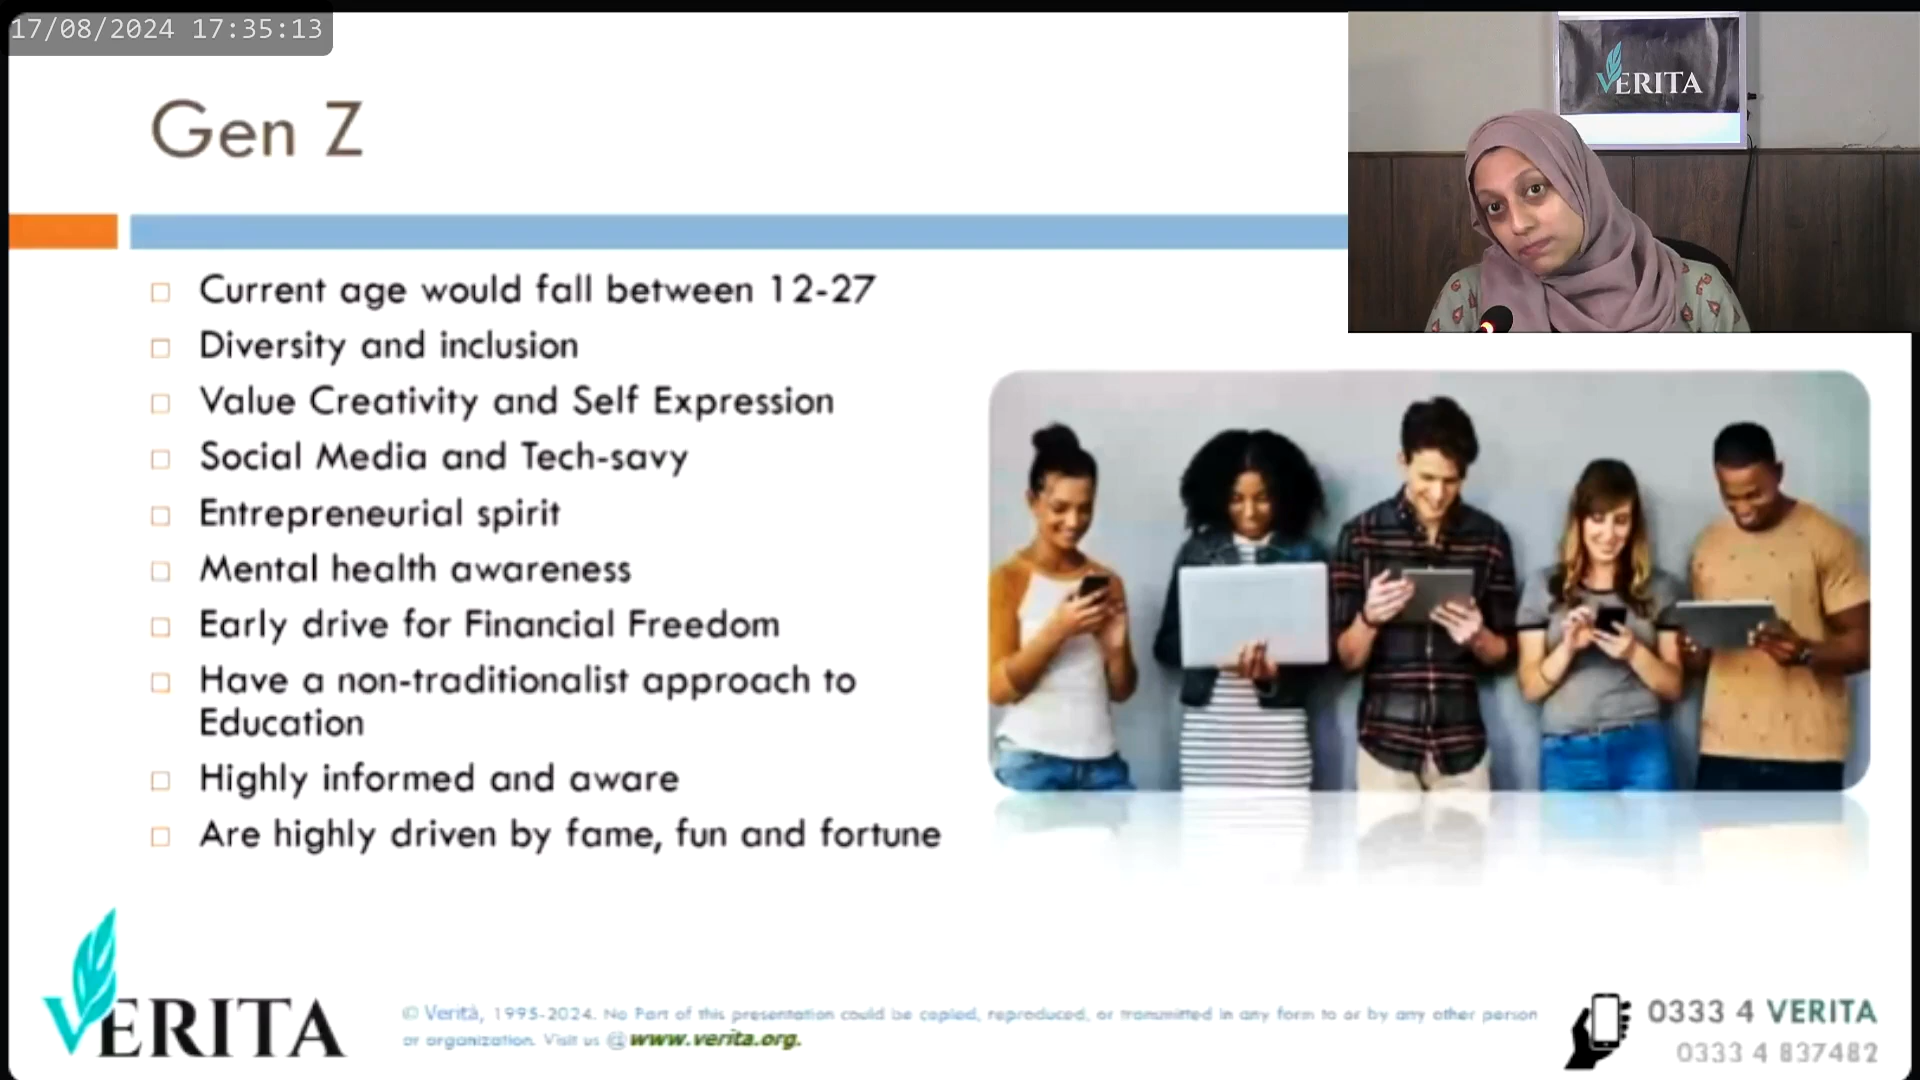 17/08/2024 17:35:13
VERITA
Gen Z
Current age would fall between 12-27
Diversity and inclusion
Value Creativity and Self Expression
Social Media and Tech-savy
Entrepreneurial spirit
Mental health awareness
Early drive for Financial Freedom
Have a non-traditionalist approach to
Education
Highly informed and aware
Are highly driven by fame, fun and fortune
VERITA
© Verità, 1995-2024. No Part of this presentation could be copied, reproduced, or transmitted in any form to or by any other person
or organization. Visit us @ www.verita.org.
0333 4 VERITA
0333 4 837482